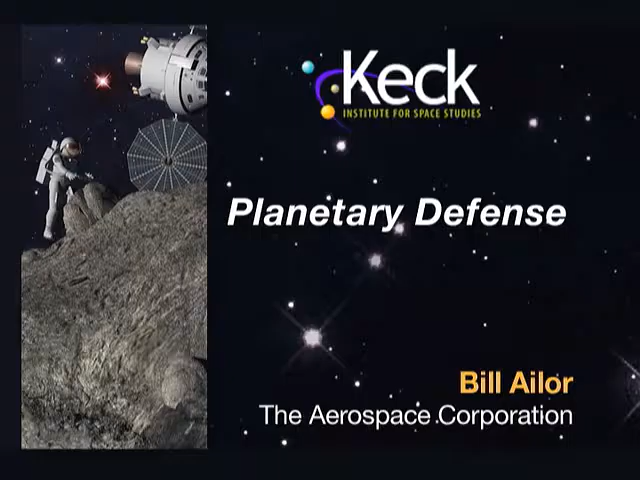 Keck
INSTITUTE FOR SPACE STUDIES
Planetary Defense
Bill Ailor
The Aerospace Corporation